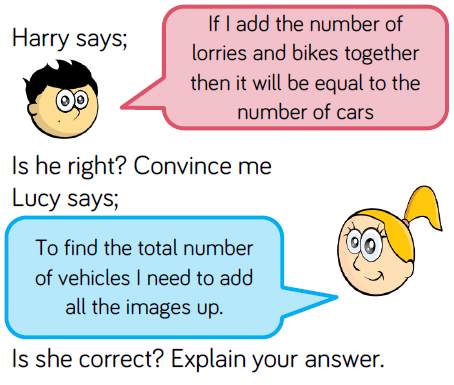 Harry says;
If I add the number of
lorries and bikes together
then it will be equal to the
number of cars
Is he right? Convince me
Lucy says;
To find the total number
of vehicles I need to add
all the images up.
Is she correct? Explain your answer.